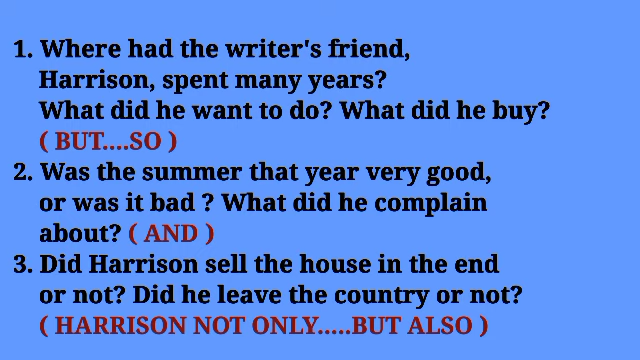 1. Where had the writer's friend,
Harrison, spent many years?
What did he want to do? What did he buy?
( BUT....SO )
2. Was the summer that year very good,
or was it bad ? What did he complain
about? ( AND )
3. Did Harrison sell the house in the end
or not? Did he leave the country or not?
( HARRISON NOT ONLY.....BUT ALSO )